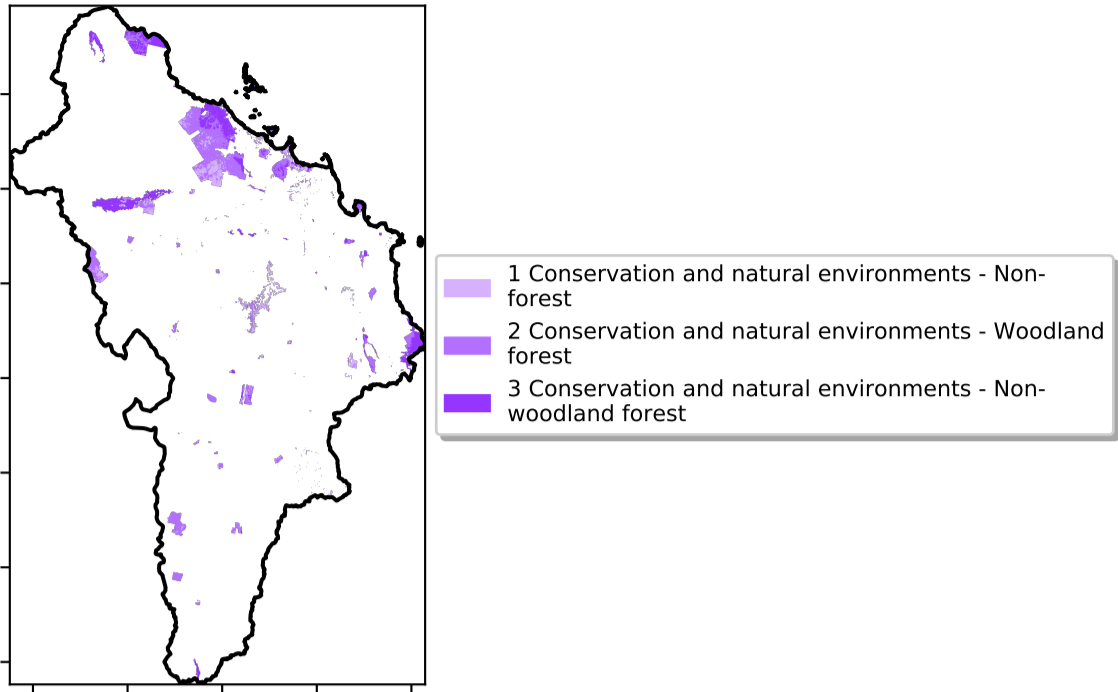 1 Conservation and natural environments - Non-
forest
2 Conservation and natural environments - Woodland
forest
3 Conservation and natural environments - Non-
woodland forest